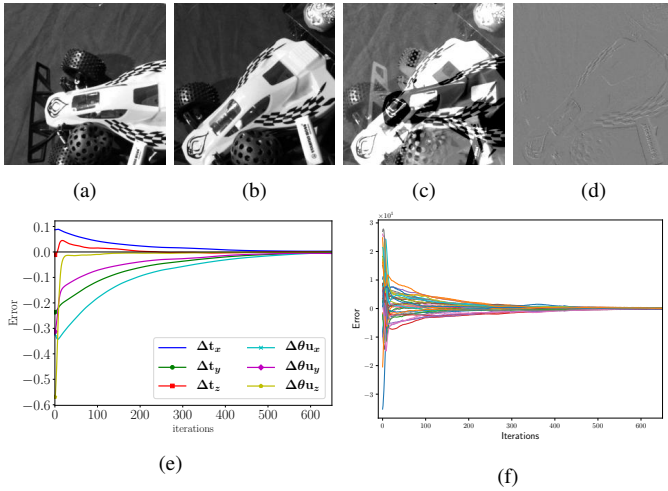 (a)
(b)
(c)
(d)
0.1
0.0
−0.1
−0.2
−0.3
−0.4
−0.5
−0.6
Error
0
100
200
300
400
500
600
iterations
Δt_x
Δt_y
Δt_z
Δθu_x
Δθu_y
Δθu_z
(e)
×10⁴
3
2
1
0
−1
−2
−3
Error
0
100
200
300
400
500
600
Iterations
(f)